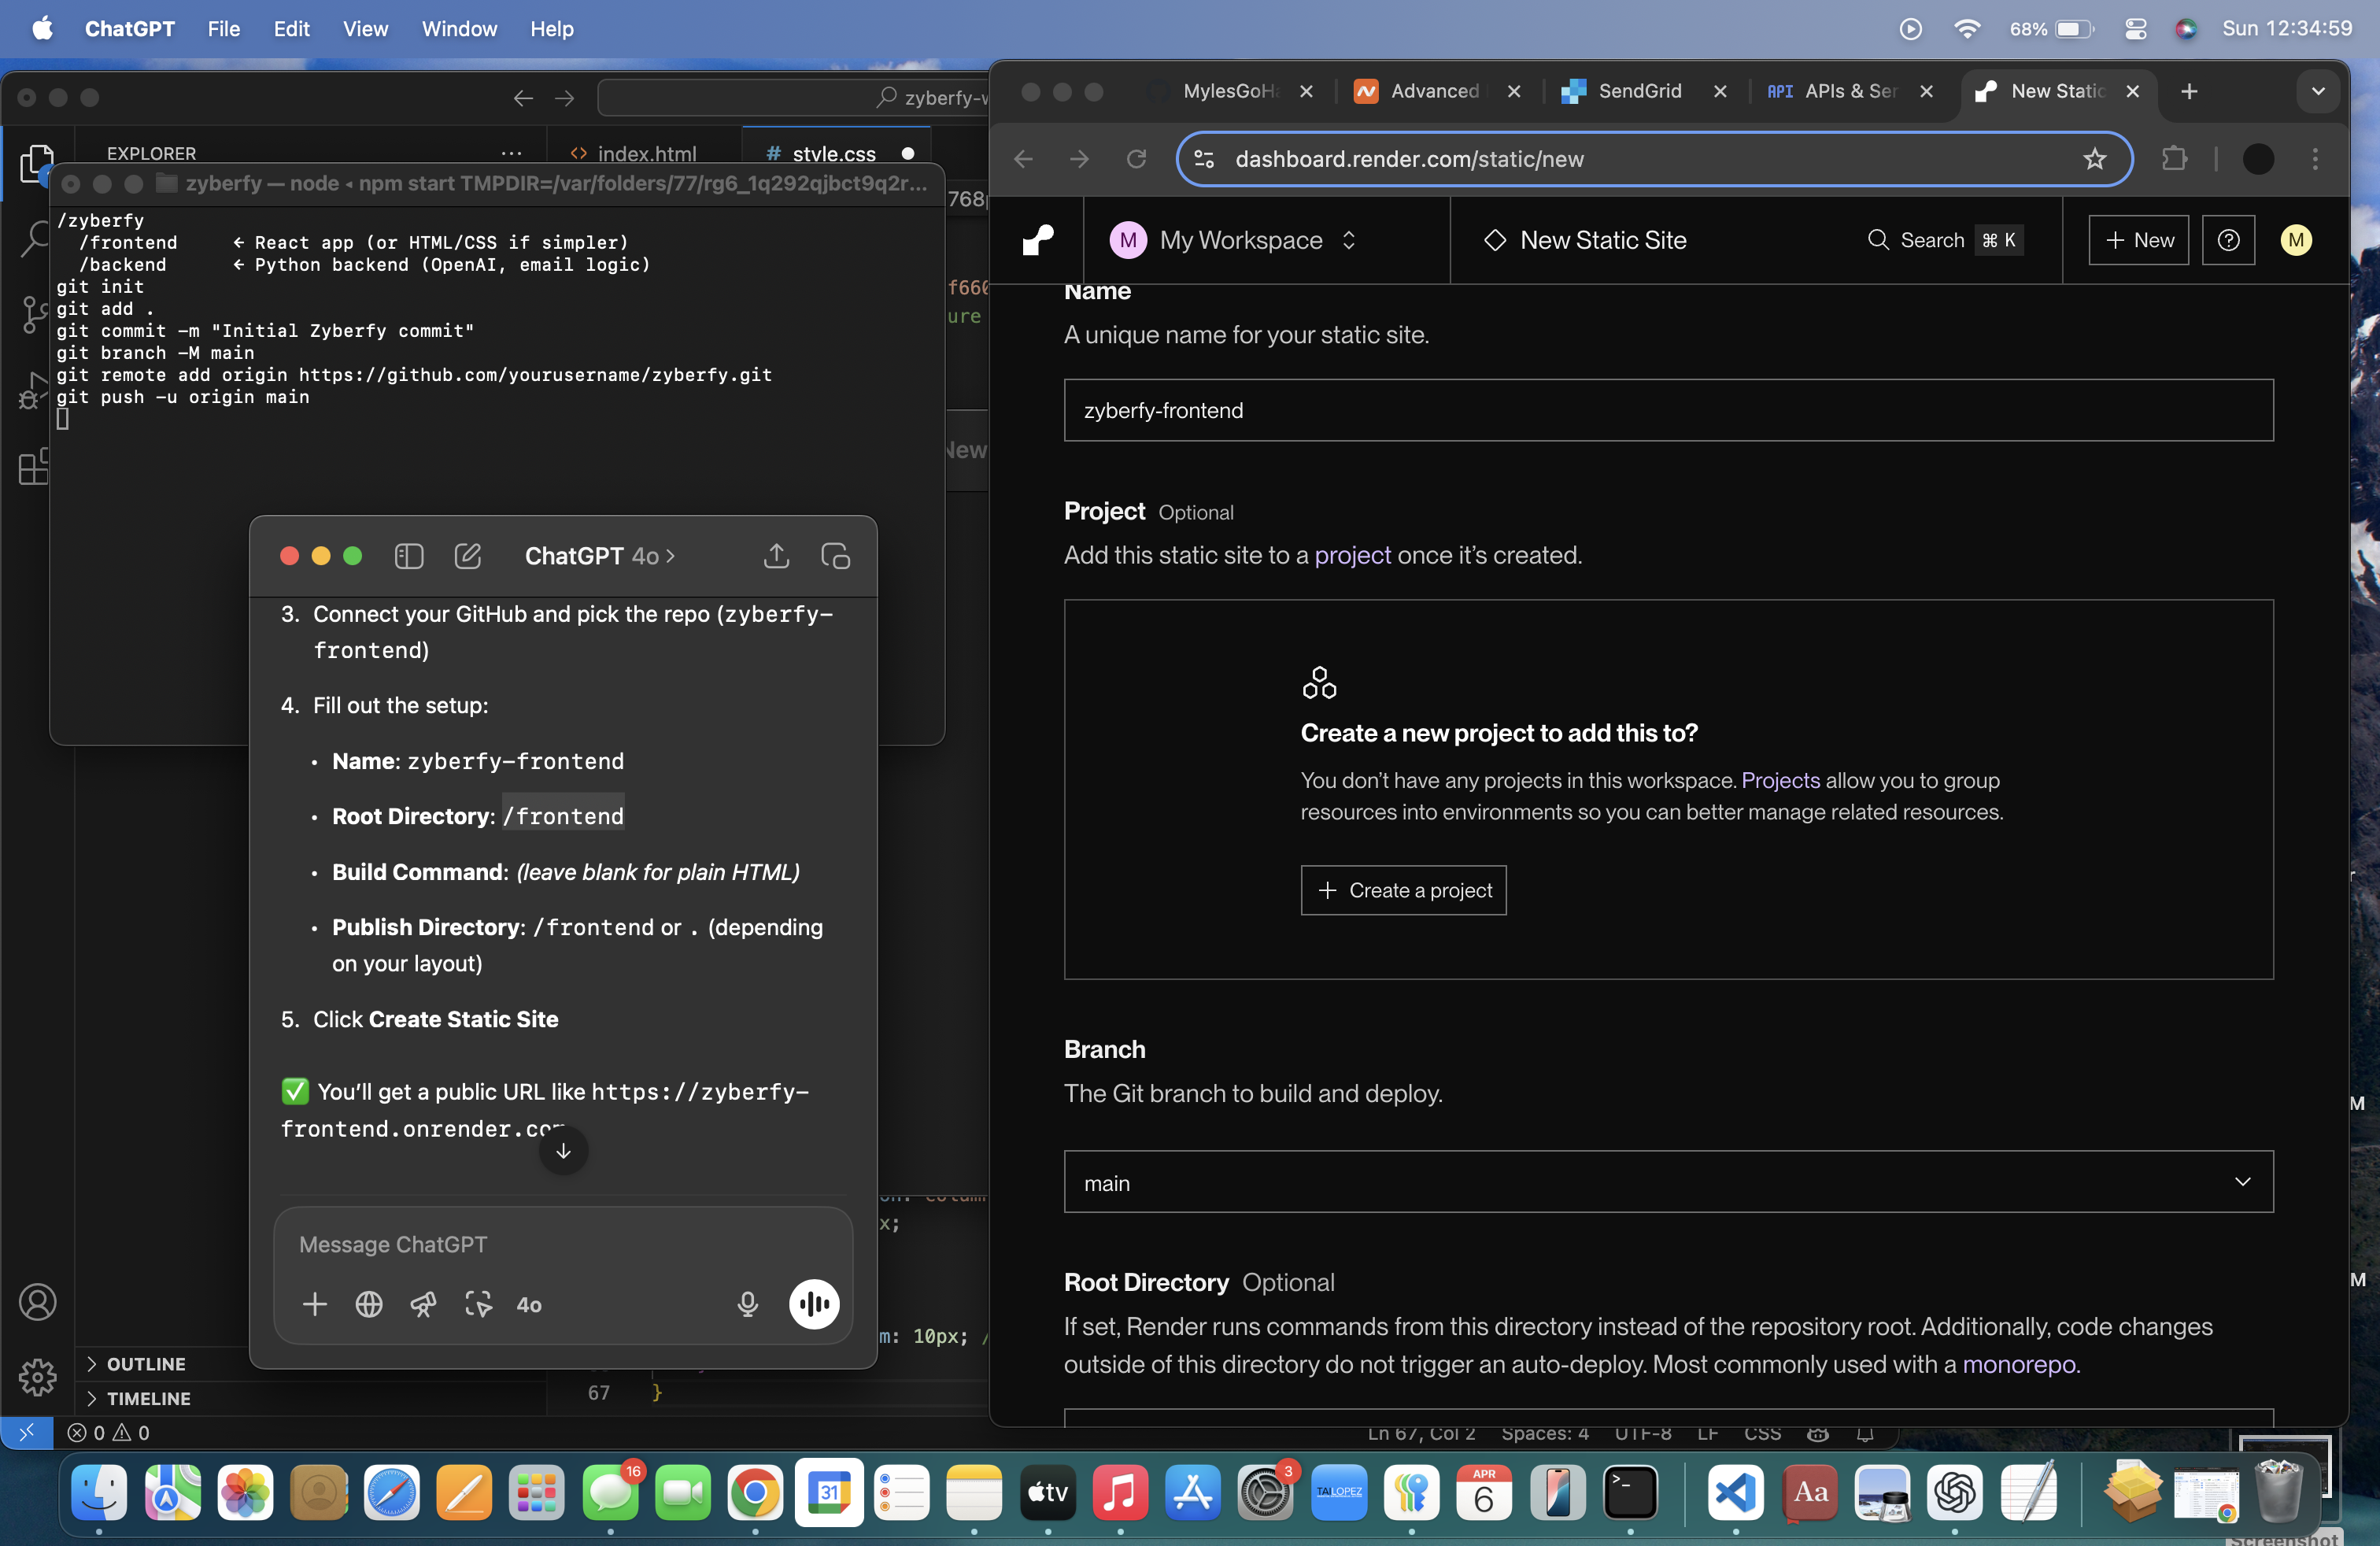 ChatGPT File Edit View Window Help
68% Sun 12:34:59
zyberfy-w
EXPLORER
index.html
# style.css
zyberfy — node ◂ npm start TMPDIR=/var/folders/77/rg6_1q292qjbct9q2r...
/zyberfy
/frontend ← React app (or HTML/CSS if simpler)
/backend ← Python backend (OpenAI, email logic)
git init
git add .
git commit -m "Initial Zyberfy commit"
git branch -M main
git remote add origin https://github.com/yourusername/zyberfy.git
git push -u origin main
768p
f660
ure
New
ChatGPT 4o >
3. Connect your GitHub and pick the repo (zyberfy-
frontend)
4. Fill out the setup:
• Name: zyberfy-frontend
• Root Directory: /frontend
• Build Command: (leave blank for plain HTML)
• Publish Directory: /frontend or . (depending
on your layout)
5. Click Create Static Site
✅ You’ll get a public URL like https://zyberfy-
frontend.onrender.com
Message ChatGPT
4o
x;
m: 10px; /
67 }
OUTLINE
TIMELINE
0 0
Ln 67, Col 2 Spaces: 4 UTF-8 LF CSS
MylesGoHa
Advanced
SendGrid
API APIs & Ser
New Static
dashboard.render.com/static/new
M My Workspace
New Static Site
Search ⌘ K
+ New
M
Name
A unique name for your static site.
zyberfy-frontend
Project Optional
Add this static site to a project once it’s created.
Create a new project to add this to?
You don’t have any projects in this workspace. Projects allow you to group
resources into environments so you can better manage related resources.
+ Create a project
Branch
The Git branch to build and deploy.
main
Root Directory Optional
If set, Render runs commands from this directory instead of the repository root. Additionally, code changes
outside of this directory do not trigger an auto-deploy. Most commonly used with a monorepo.
M
M
16
31
tv
3
TAI LOPEZ
APR
6
>_
Aa
Screenshot